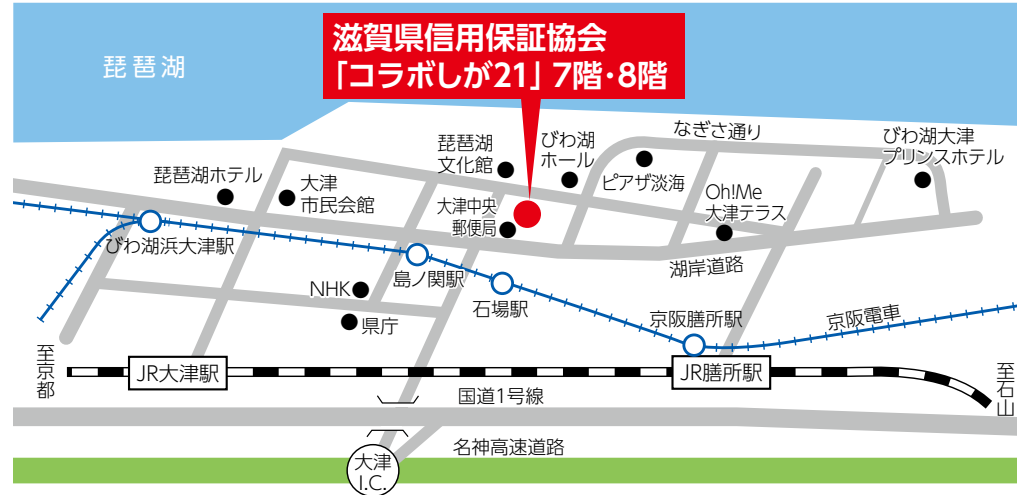 滋賀県信用保証協会
「コラボしが21」7階・8階
琵琶湖
なぎさ通り
琵琶湖
文化館
びわ湖
ホール
ピアザ淡海
びわ湖大津
プリンスホテル
琵琶湖ホテル
大津
市民会館
大津中央
郵便局
Oh!Me
大津テラス
びわ湖浜大津駅
島ノ関駅
湖岸道路
NHK
石場駅
県庁
京阪膳所駅
京阪電車
至京都
JR大津駅
JR膳所駅
至石山
国道1号線
名神高速道路
大津
I.C.